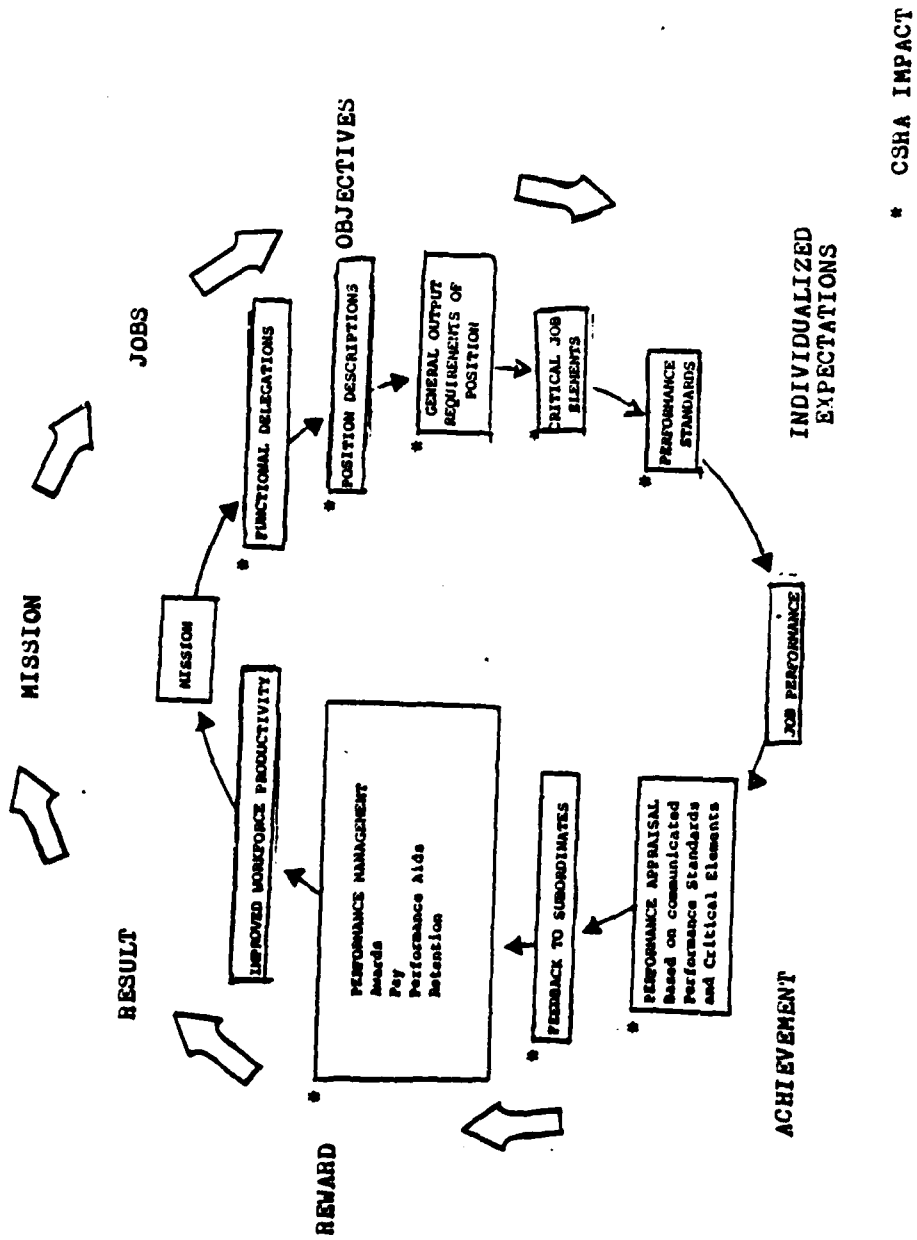 MISSION
JOBS
OBJECTIVES
INDIVIDUALIZED
EXPECTATIONS
ACHIEVEMENT
REWARD
RESULT
MISSION
* FUNCTIONAL DELEGATIONS
* POSITION DESCRIPTIONS
* GENERAL OUTPUT
REQUIREMENTS OF
POSITION
* CRITICAL JOB
ELEMENTS
* PERFORMANCE
STANDARDS
JOB PERFORMANCE
* PERFORMANCE APPRAISAL
Based on communicated
Performance Standards
and Critical Elements
* FEEDBACK TO SUBORDINATES
* PERFORMANCE MANAGEMENT
Awards
Pay
Performance Aids
Retention
IMPROVED WORKFORCE PRODUCTIVITY
* CSRA IMPACT